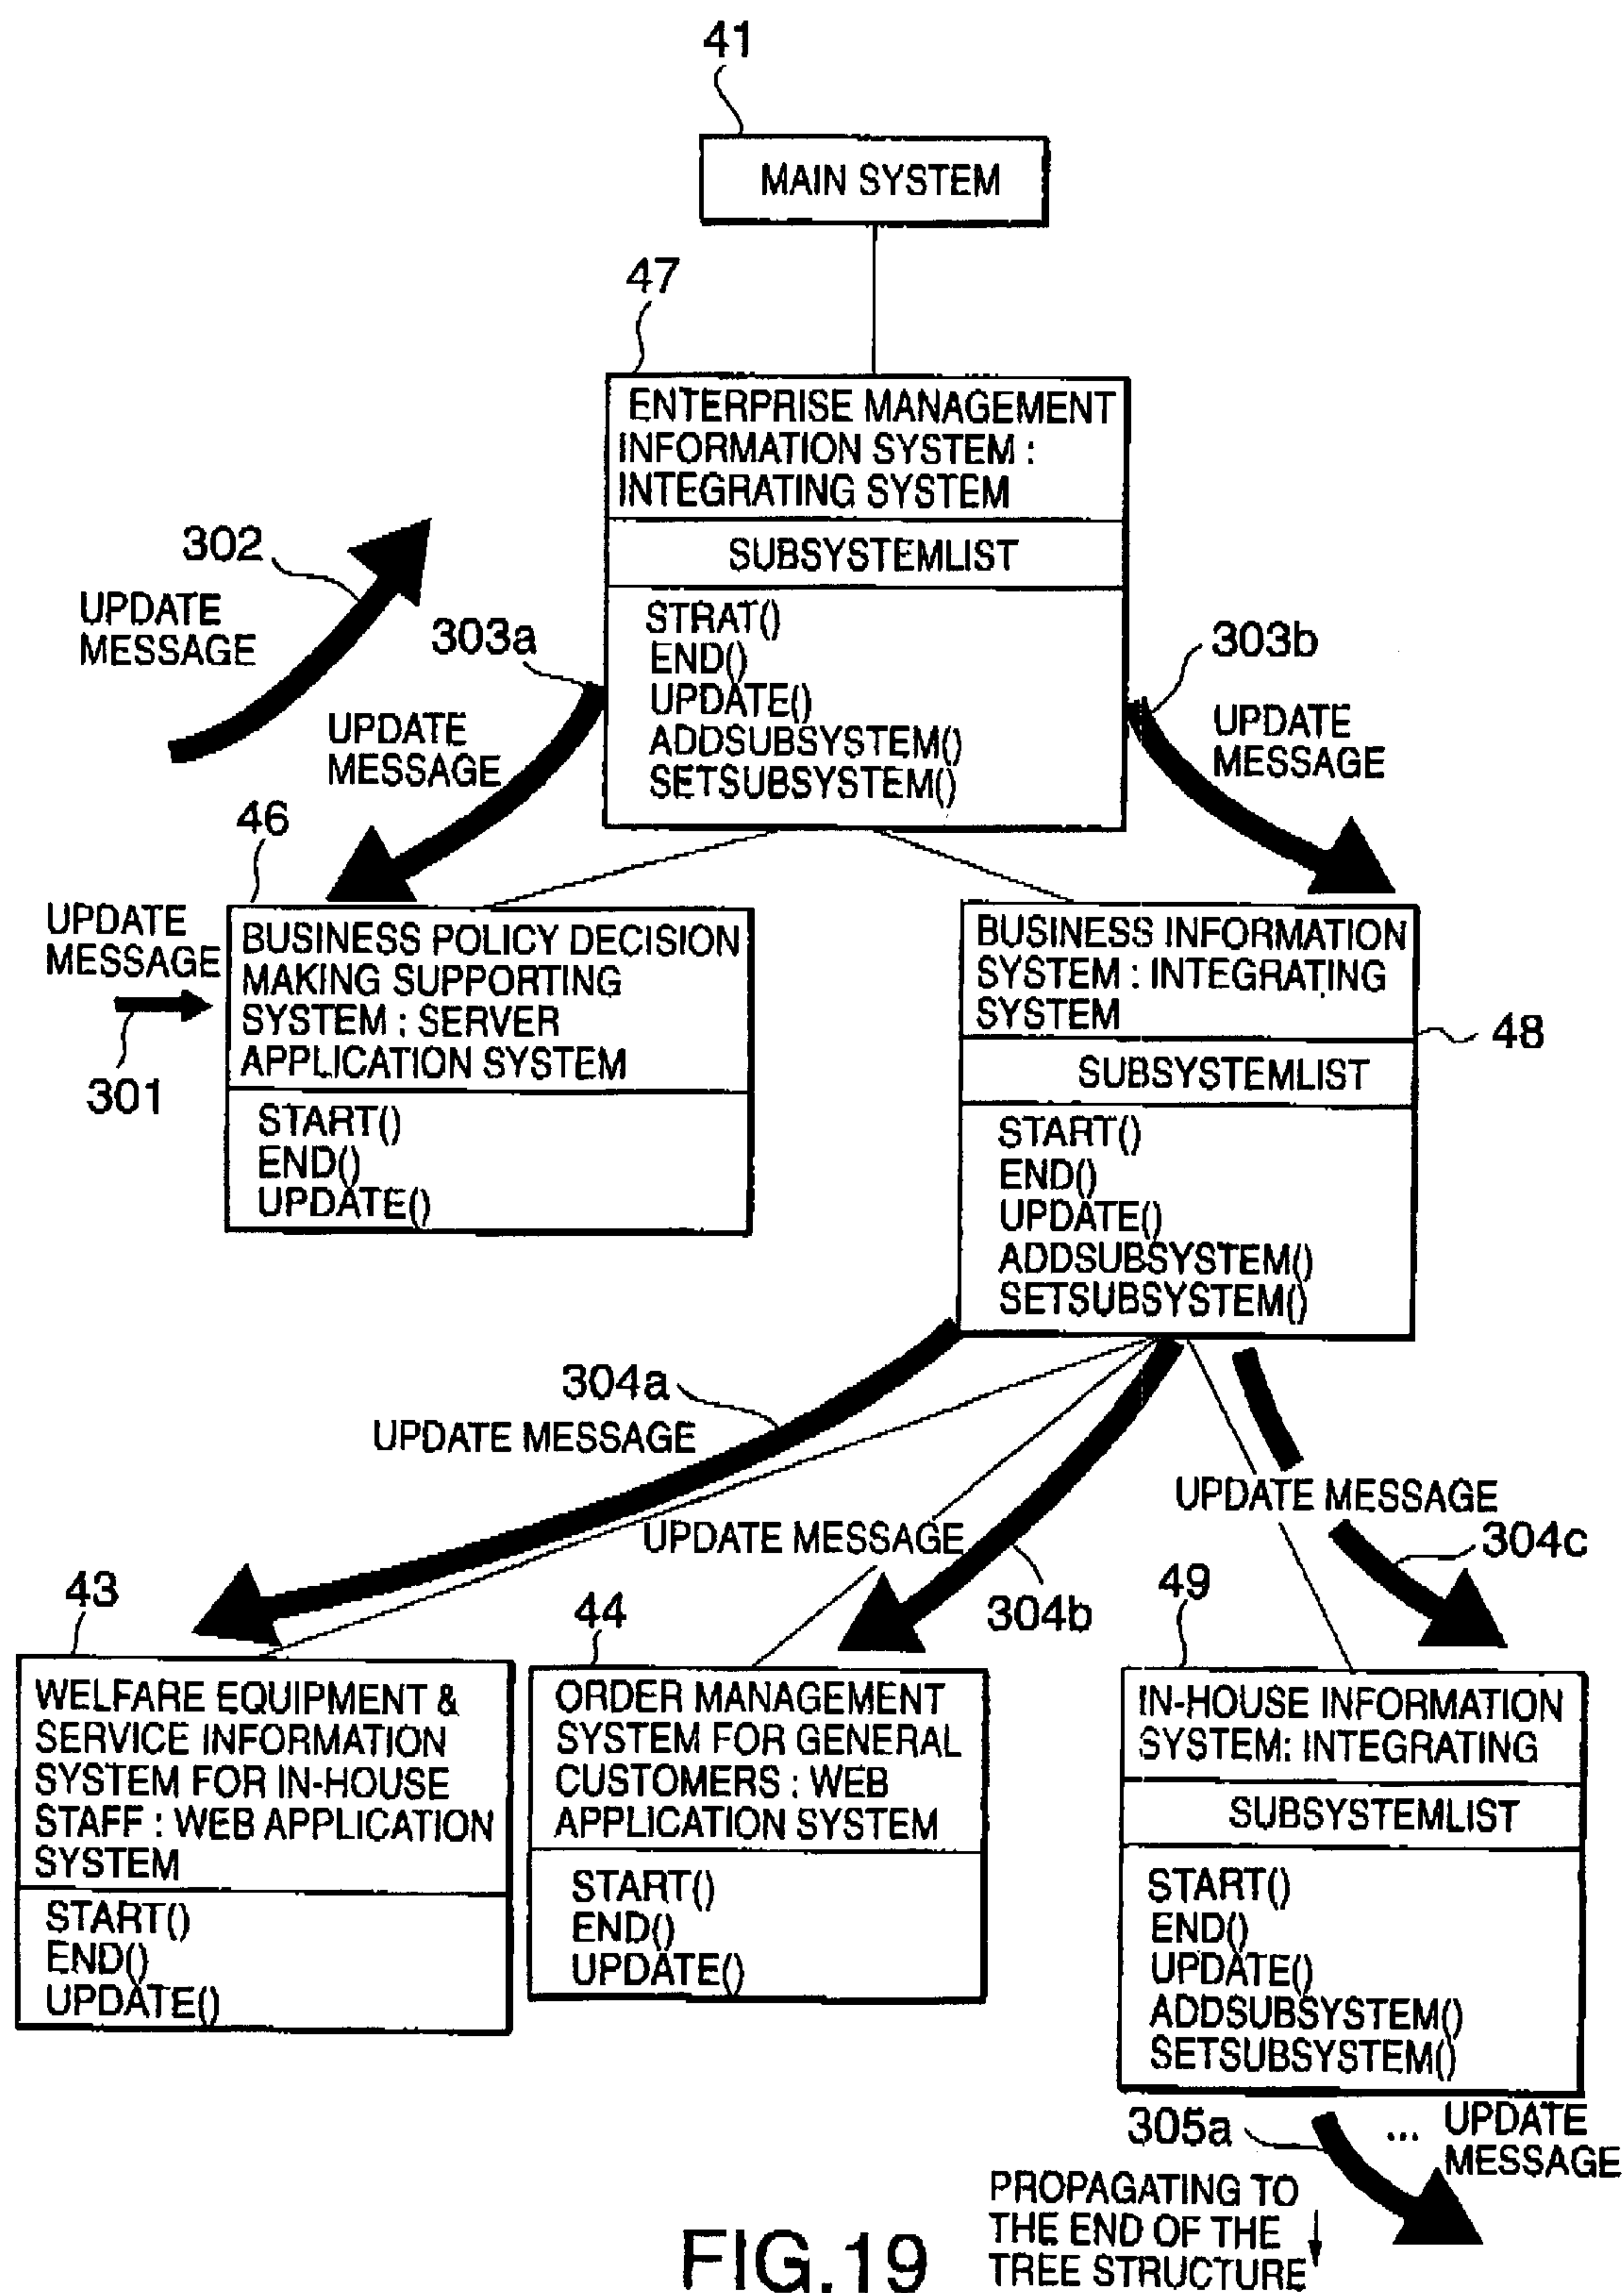 41
MAIN SYSTEM
47
ENTERPRISE MANAGEMENT
INFORMATION SYSTEM :
INTEGRATING SYSTEM
SUBSYSTEMLIST
STRAT()
END()
UPDATE()
ADDSUBSYSTEM()
SETSUBSYSTEM()
302
UPDATE
MESSAGE
303a
UPDATE
MESSAGE
303b
UPDATE
MESSAGE
46
UPDATE
MESSAGE
301
BUSINESS POLICY DECISION
MAKING SUPPORTING
SYSTEM : SERVER
APPLICATION SYSTEM
START()
END()
UPDATE()
BUSINESS INFORMATION
SYSTEM : INTEGRATING
SYSTEM
48
SUBSYSTEMLIST
START()
END()
UPDATE()
ADDSUBSYSTEM()
SETSUBSYSTEM()
304a
UPDATE MESSAGE
UPDATE MESSAGE
304b
UPDATE MESSAGE
304c
43
WELFARE EQUIPMENT &
SERVICE INFORMATION
SYSTEM FOR IN-HOUSE
STAFF : WEB APPLICATION
SYSTEM
START()
END()
UPDATE()
44
ORDER MANAGEMENT
SYSTEM FOR GENERAL
CUSTOMERS : WEB
APPLICATION SYSTEM
START()
END()
UPDATE()
49
IN-HOUSE INFORMATION
SYSTEM: INTEGRATING
SUBSYSTEMLIST
START()
END()
UPDATE()
ADDSUBSYSTEM()
SETSUBSYSTEM()
305a
... UPDATE
MESSAGE
PROPAGATING TO
THE END OF THE
TREE STRUCTURE
FIG.19